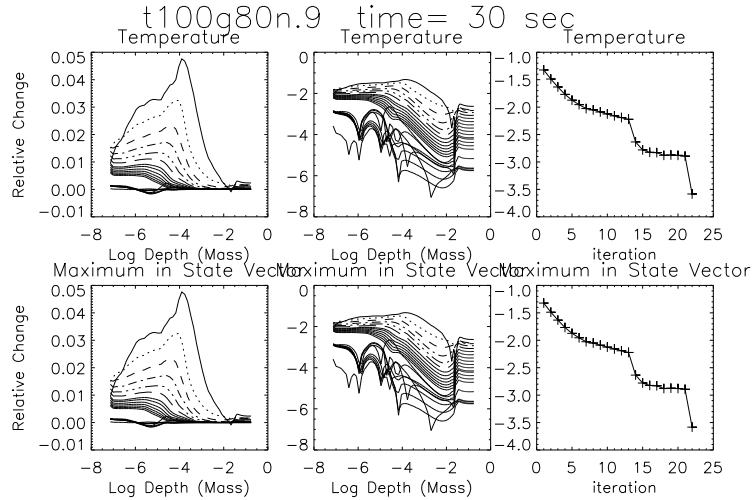 t100g80n.9 time= 30 sec
Temperature Temperature Temperature
Relative Change
0.05
0.04
0.03
0.02
0.01
0.00
−0.01
−8 −6 −4 −2 0
Log Depth (Mass)
0
−2
−4
−6
−8
−8 −6 −4 −2 0
Log Depth (Mass)
−1.0
−1.5
−2.0
−2.5
−3.0
−3.5
−4.0
0 5 10 15 20 25
iteration
Maximum in State Vector Maximum in State Vector Maximum in State Vector
Relative Change
0.05
0.04
0.03
0.02
0.01
0.00
−0.01
−8 −6 −4 −2 0
Log Depth (Mass)
0
−2
−4
−6
−8
−8 −6 −4 −2 0
Log Depth (Mass)
−1.0
−1.5
−2.0
−2.5
−3.0
−3.5
−4.0
0 5 10 15 20 25
iteration